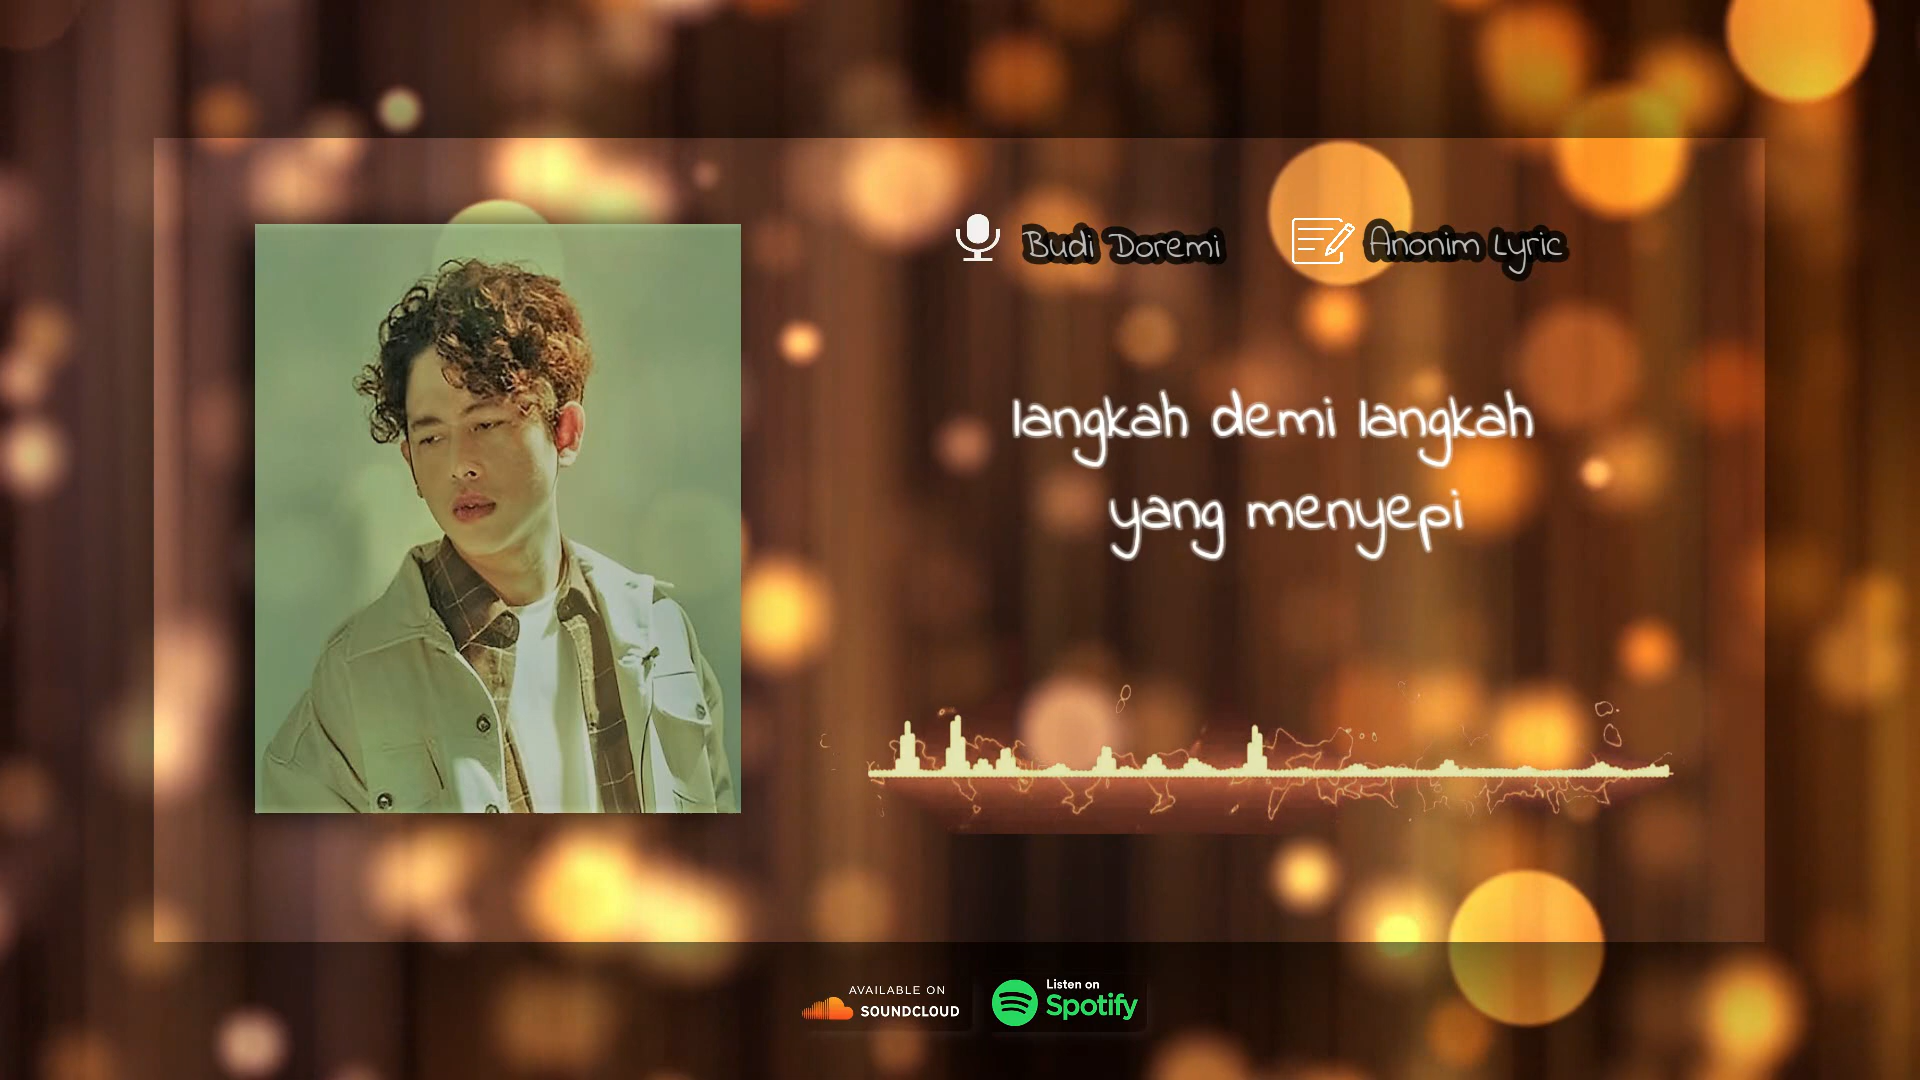 Budi Doremi
Anonim Lyric
langkah demi langkah
yang menyepi
AVAILABLE ON
SOUNDCLOUD
Listen on
Spotify